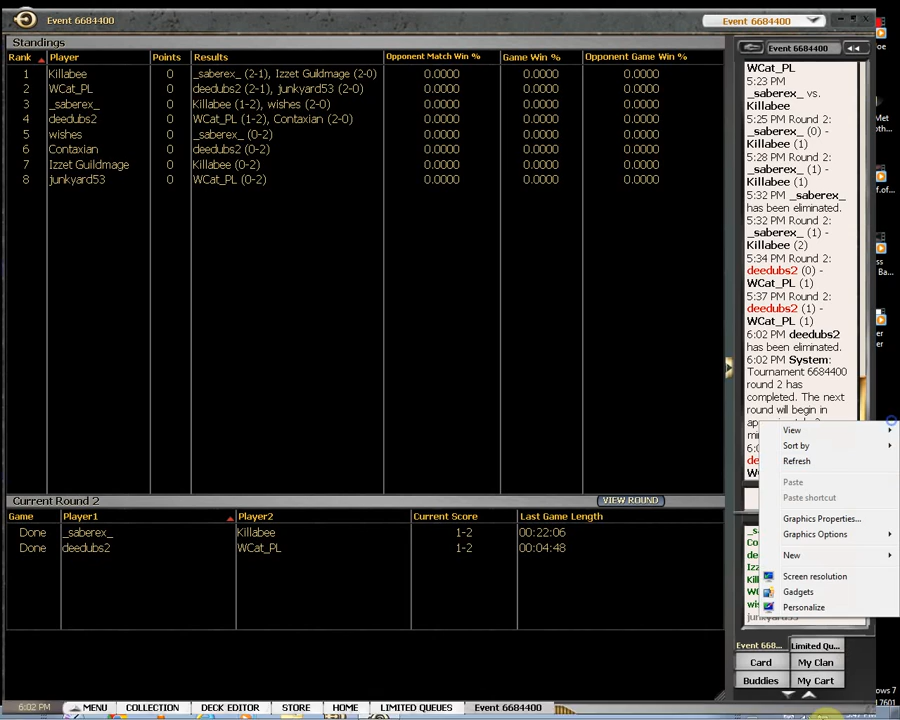 Event 6684400
Event 6684400
Standings
Rank Player Points Results Opponent Match Win % Game Win % Opponent Game Win %
1 Killabee 0 _saberex_ (2-1), Izzet Guildmage (2-0) 0.0000 0.0000 0.0000
2 WCat_PL 0 deedubs2 (2-1), junkyard53 (2-0) 0.0000 0.0000 0.0000
3 _saberex_ 0 Killabee (1-2), wishes (2-0) 0.0000 0.0000 0.0000
4 deedubs2 0 WCat_PL (1-2), Contaxian (2-0) 0.0000 0.0000 0.0000
5 wishes 0 _saberex_ (0-2) 0.0000 0.0000 0.0000
6 Contaxian 0 deedubs2 (0-2) 0.0000 0.0000 0.0000
7 Izzet Guildmage 0 Killabee (0-2) 0.0000 0.0000 0.0000
8 junkyard53 0 WCat_PL (0-2) 0.0000 0.0000 0.0000
Current Round 2 VIEW ROUND
Game Player1 Player2 Current Score Last Game Length
Done _saberex_ Killabee 1-2 00:22:06
Done deedubs2 WCat_PL 1-2 00:04:48
Event 6684400
WCat_PL
5:23 PM
_saberex_ vs.
Killabee
5:25 PM Round 2:
_saberex_ (0) -
Killabee (1)
5:28 PM Round 2:
_saberex_ (1) -
Killabee (1)
5:32 PM _saberex_
has been eliminated.
5:32 PM Round 2:
_saberex_ (1) -
Killabee (2)
5:34 PM Round 2:
deedubs2 (0) -
WCat_PL (1)
5:37 PM Round 2:
deedubs2 (1) -
WCat_PL (1)
6:02 PM deedubs2
has been eliminated.
6:02 PM System:
Tournament 6684400
round 2 has
completed. The next
round will begin in
View
Sort by
Refresh
Paste
Paste shortcut
Graphics Properties...
Graphics Options
New
Screen resolution
Gadgets
Personalize
junkyard53
Event 668... Limited Qu...
Card My Clan
Buddies My Cart
6:02 PM MENU COLLECTION DECK EDITOR STORE HOME LIMITED QUEUES Event 6684400